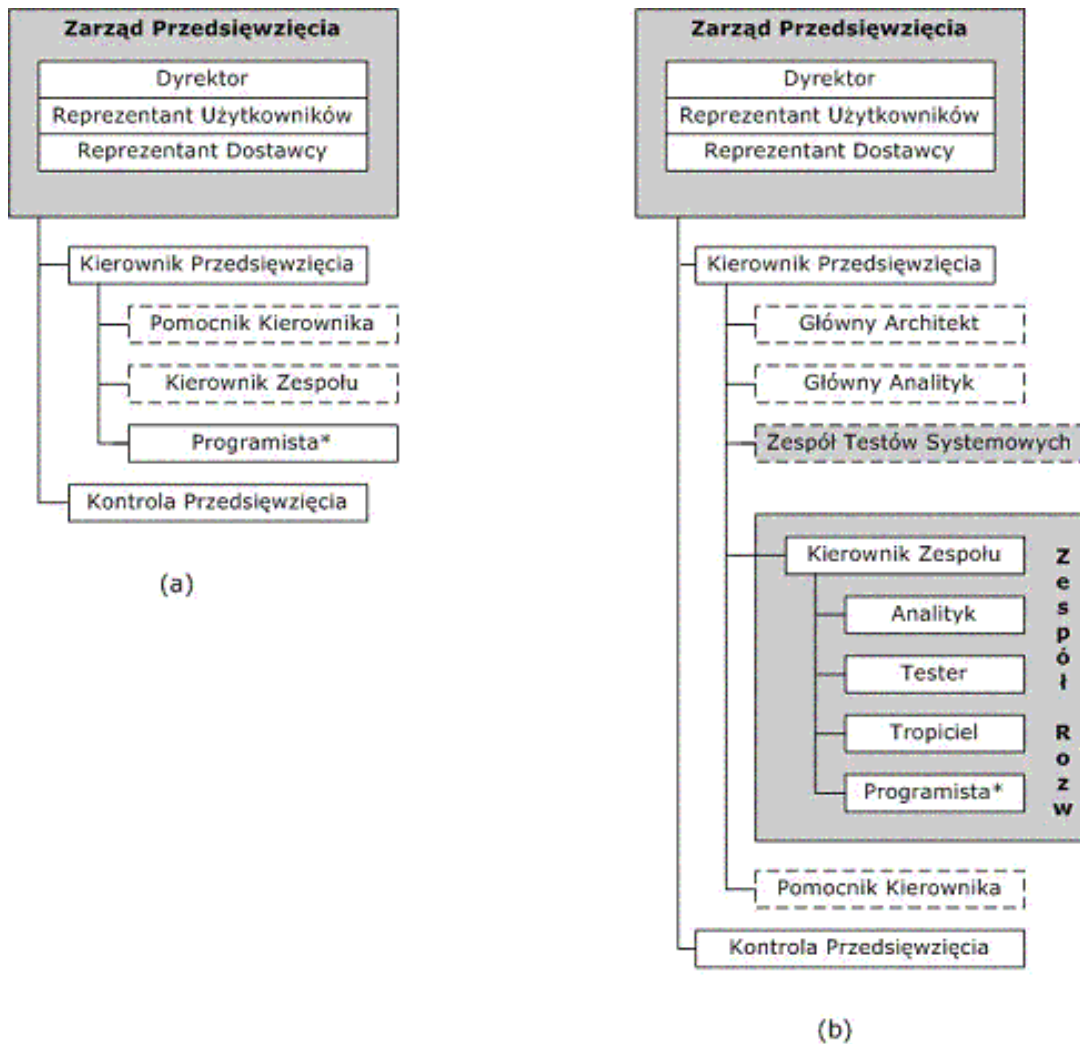 Zarząd Przedsięwzięcia
Dyrektor
Reprezentant Użytkowników
Reprezentant Dostawcy
Kierownik Przedsięwzięcia
Pomocnik Kierownika
Kierownik Zespołu
Programista*
Kontrola Przedsięwzięcia
(a)
Zarząd Przedsięwzięcia
Dyrektor
Reprezentant Użytkowników
Reprezentant Dostawcy
Kierownik Przedsięwzięcia
Główny Architekt
Główny Analityk
Zespół Testów Systemowych
Kierownik Zespołu
Analityk
Tester
Tropiciel
Programista*
Zespół Rozw
Pomocnik Kierownika
Kontrola Przedsięwzięcia
(b)